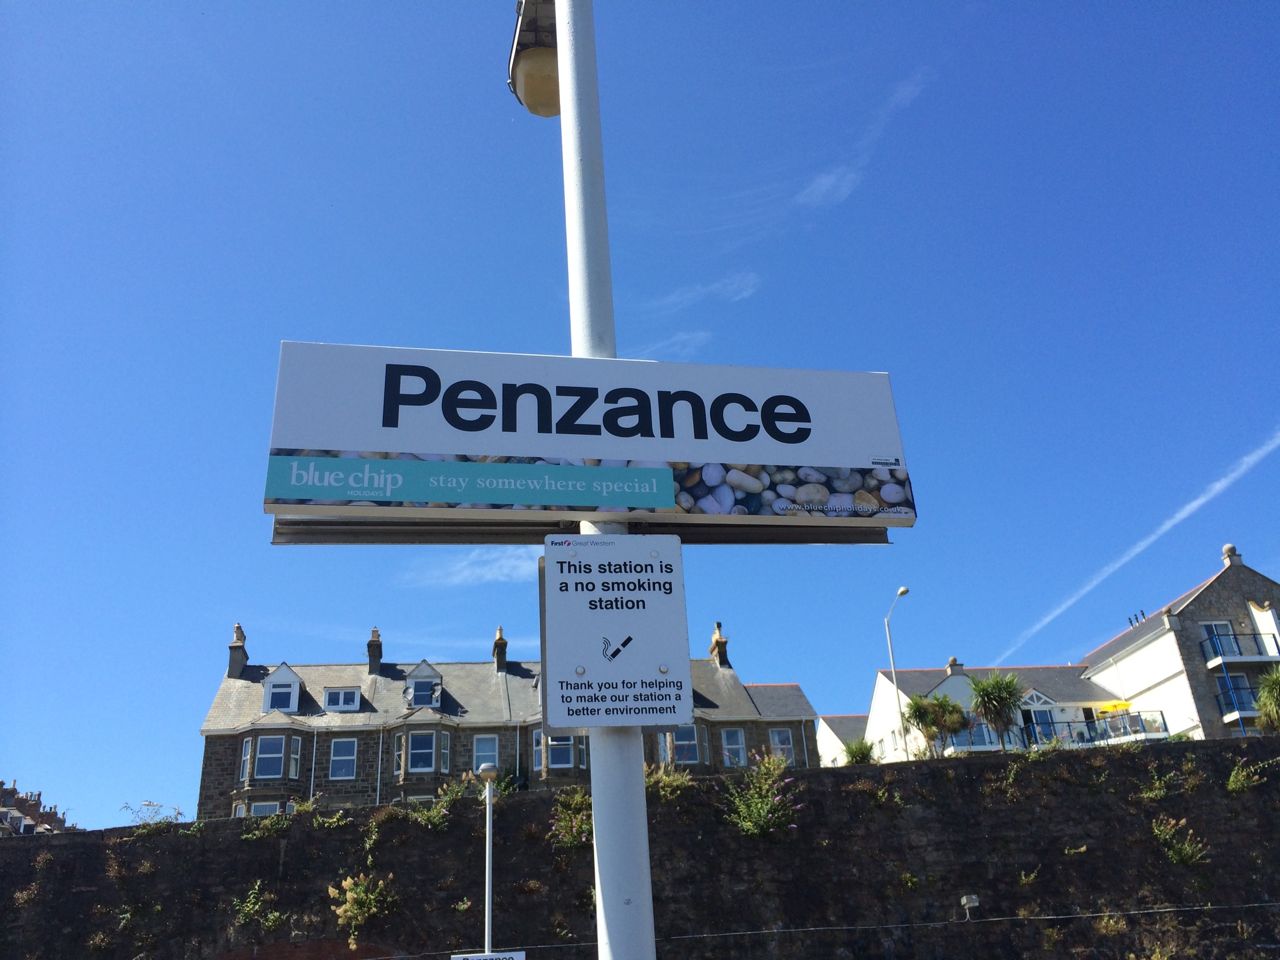 Penzance
blue chip
HOLIDAYS
stay somewhere special
www.bluechipholidays.co.uk
First Great Western
This station is
a no smoking
station
Thank you for helping
to make our station a
better environment
Penzance